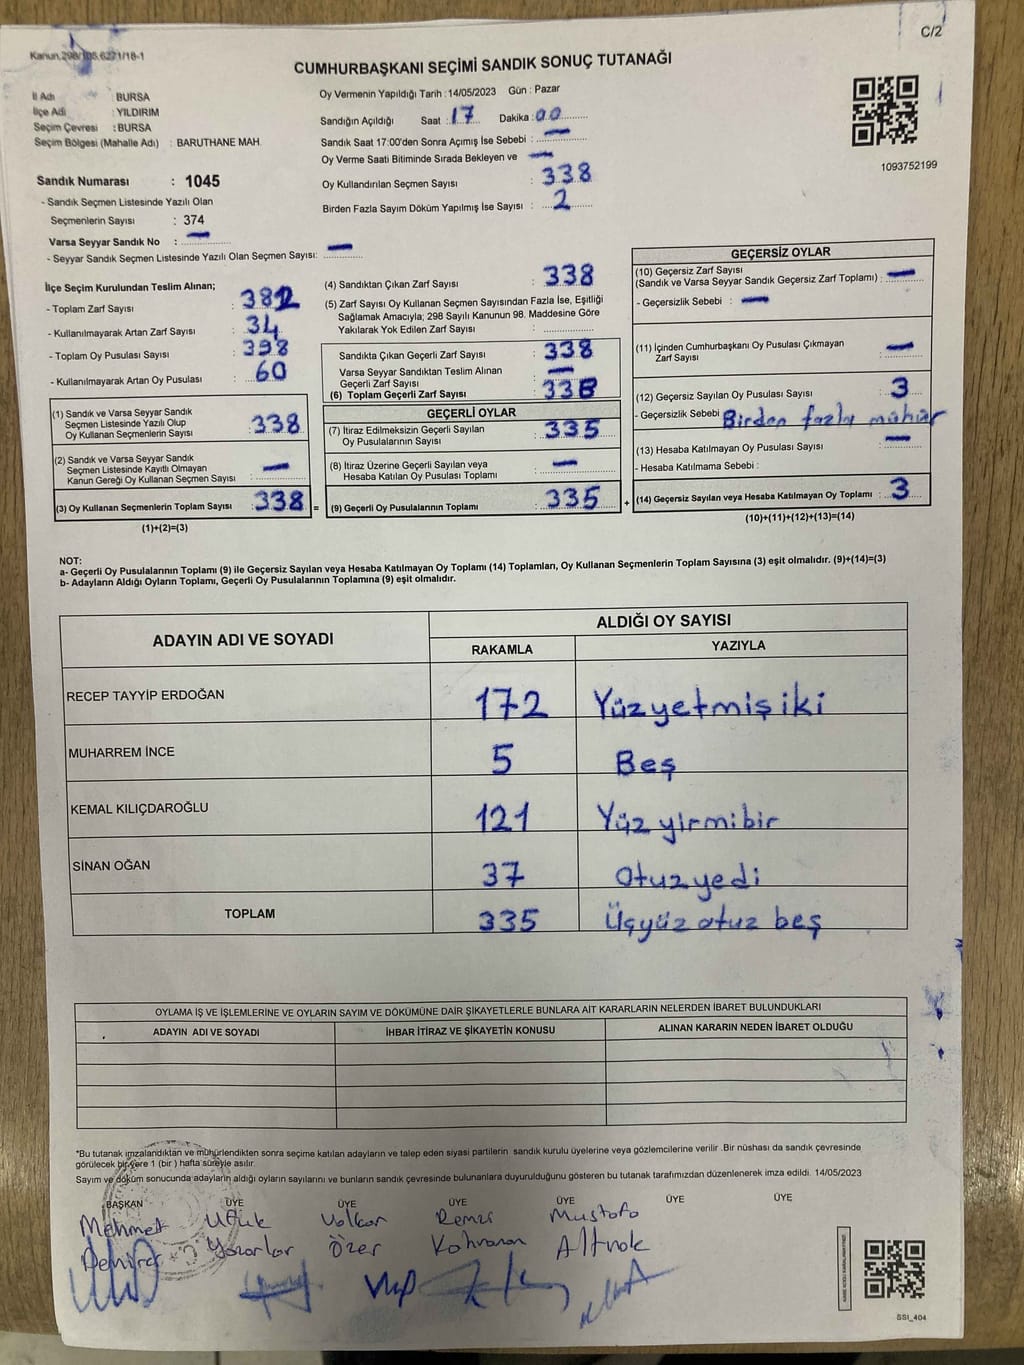 C/2
Kanun.298/105,6271/18-1
CUMHURBAŞKANI SEÇİMİ SANDIK SONUÇ TUTANAĞI
İl Adı : BURSA
İlçe Adi : YILDIRIM
Seçim Çevresi : BURSA
Seçim Bölgesi (Mahalle Adı) : BARUTHANE MAH.
Sandık Numarası : 1045
- Sandık Seçmen Listesinde Yazılı Olan
Seçmenlerin Sayısı : 374
Varsa Seyyar Sandık No :
- Seyyar Sandık Seçmen Listesinde Yazılı Olan Seçmen Sayısı:
Oy Vermenin Yapıldığı Tarih : 14/05/2023 Gün : Pazar
Sandığın Açıldığı Saat : 17 Dakika : 00
Sandık Saat 17:00'den Sonra Açımış İse Sebebi :
Oy Verme Saati Bitiminde Sırada Bekleyen ve
Oy Kullandırılan Seçmen Sayısı : 338
Birden Fazla Sayım Döküm Yapılmış İse Sayısı : 2
1093752199
İlçe Seçim Kurulundan Teslim Alınan;
- Toplam Zarf Sayısı : 382
- Kullanılmayarak Artan Zarf Sayısı : 34
- Toplam Oy Pusulası Sayısı : 398
- Kullanılmayarak Artan Oy Pusulası : 60
(1) Sandık ve Varsa Seyyar Sandık
Seçmen Listesinde Yazılı Olup
Oy Kullanan Seçmenlerin Sayısı : 338
(2) Sandık ve Varsa Seyyar Sandık
Seçmen Listesinde Kayıtlı Olmayan
Kanun Gereği Oy Kullanan Seçmen Sayısı :
(3) Oy Kullanan Seçmenlerin Toplam Sayısı : 338 =
(1)+(2)=(3)
(4) Sandıktan Çıkan Zarf Sayısı : 338
(5) Zarf Sayısı Oy Kullanan Seçmen Sayısından Fazla İse, Eşitliği
Sağlamak Amacıyla; 298 Sayılı Kanunun 98. Maddesine Göre
Yakılarak Yok Edilen Zarf Sayısı :
Sandıkta Çıkan Geçerli Zarf Sayısı : 338
Varsa Seyyar Sandıktan Teslim Alınan
Geçerli Zarf Sayısı :
(6) Toplam Geçerli Zarf Sayısı : 338
GEÇERLİ OYLAR
(7) İtiraz Edilmeksizin Geçerli Sayılan
Oy Pusulalarının Sayısı : 335
(8) İtiraz Üzerine Geçerli Sayılan veya
Hesaba Katılan Oy Pusulası Toplamı :
(9) Geçerli Oy Pusulalarının Toplamı : 335 +
GEÇERSİZ OYLAR
(10) Geçersiz Zarf Sayısı
(Sandık ve Varsa Seyyar Sandık Geçersiz Zarf Toplamı) :
- Geçersizlik Sebebi :
(11) İçinden Cumhurbaşkanı Oy Pusulası Çıkmayan
Zarf Sayısı :
(12) Geçersiz Sayılan Oy Pusulası Sayısı : 3
- Geçersizlik Sebebi Birden fazla mühür
(13) Hesaba Katılmayan Oy Pusulası Sayısı :
- Hesaba Katılmama Sebebi :
(14) Geçersiz Sayılan veya Hesaba Katılmayan Oy Toplamı : 3
(10)+(11)+(12)+(13)=(14)
NOT:
a- Geçerli Oy Pusulalarının Toplamı (9) ile Geçersiz Sayılan veya Hesaba Katılmayan Oy Toplamı (14) Toplamları, Oy Kullanan Seçmenlerin Toplam Sayısına (3) eşit olmalıdır. (9)+(14)=(3)
b- Adayların Aldığı Oyların Toplamı, Geçerli Oy Pusulalarının Toplamına (9) eşit olmalıdır.
ADAYIN ADI VE SOYADI
ALDIĞI OY SAYISI
RAKAMLA YAZIYLA
RECEP TAYYİP ERDOĞAN 172 Yüzyetmiş iki
MUHARREM İNCE 5 Beş
KEMAL KILIÇDAROĞLU 121 Yüz yirmibir
SİNAN OĞAN 37 Otuzyedi
TOPLAM 335 Üçyüz otuz beş
OYLAMA İŞ VE İŞLEMLERİNE VE OYLARIN SAYIM VE DÖKÜMÜNE DAİR ŞİKAYETLERLE BUNLARA AİT KARARLARIN NELERDEN İBARET BULUNDUKLARI
ADAYIN ADI VE SOYADI İHBAR İTİRAZ VE ŞİKAYETİN KONUSU ALINAN KARARIN NEDEN İBARET OLDUĞU
*Bu tutanak imzalandıktan ve mühürlendikten sonra seçime katılan adayların ve talep eden siyasi partilerin sandık kurulu üyelerine veya gözlemcilerine verilir .Bir nüshası da sandık çevresinde
görülecek bir yere 1 (bir ) hafta süreyle asılır.
Sayım ve döküm sonucunda adayların aldığı oyların sayılarını ve bunların sandık çevresinde bulunanlara duyurulduğunu gösteren bu tutanak tarafımızdan düzenlenerek imza edildi. 14/05/2023
BAŞKAN ÜYE ÜYE ÜYE ÜYE ÜYE ÜYE
Mehmet Ufuk Volkan Remzi Mustafa
Yazarlar Özer Kahraman Altınok
SSI_404